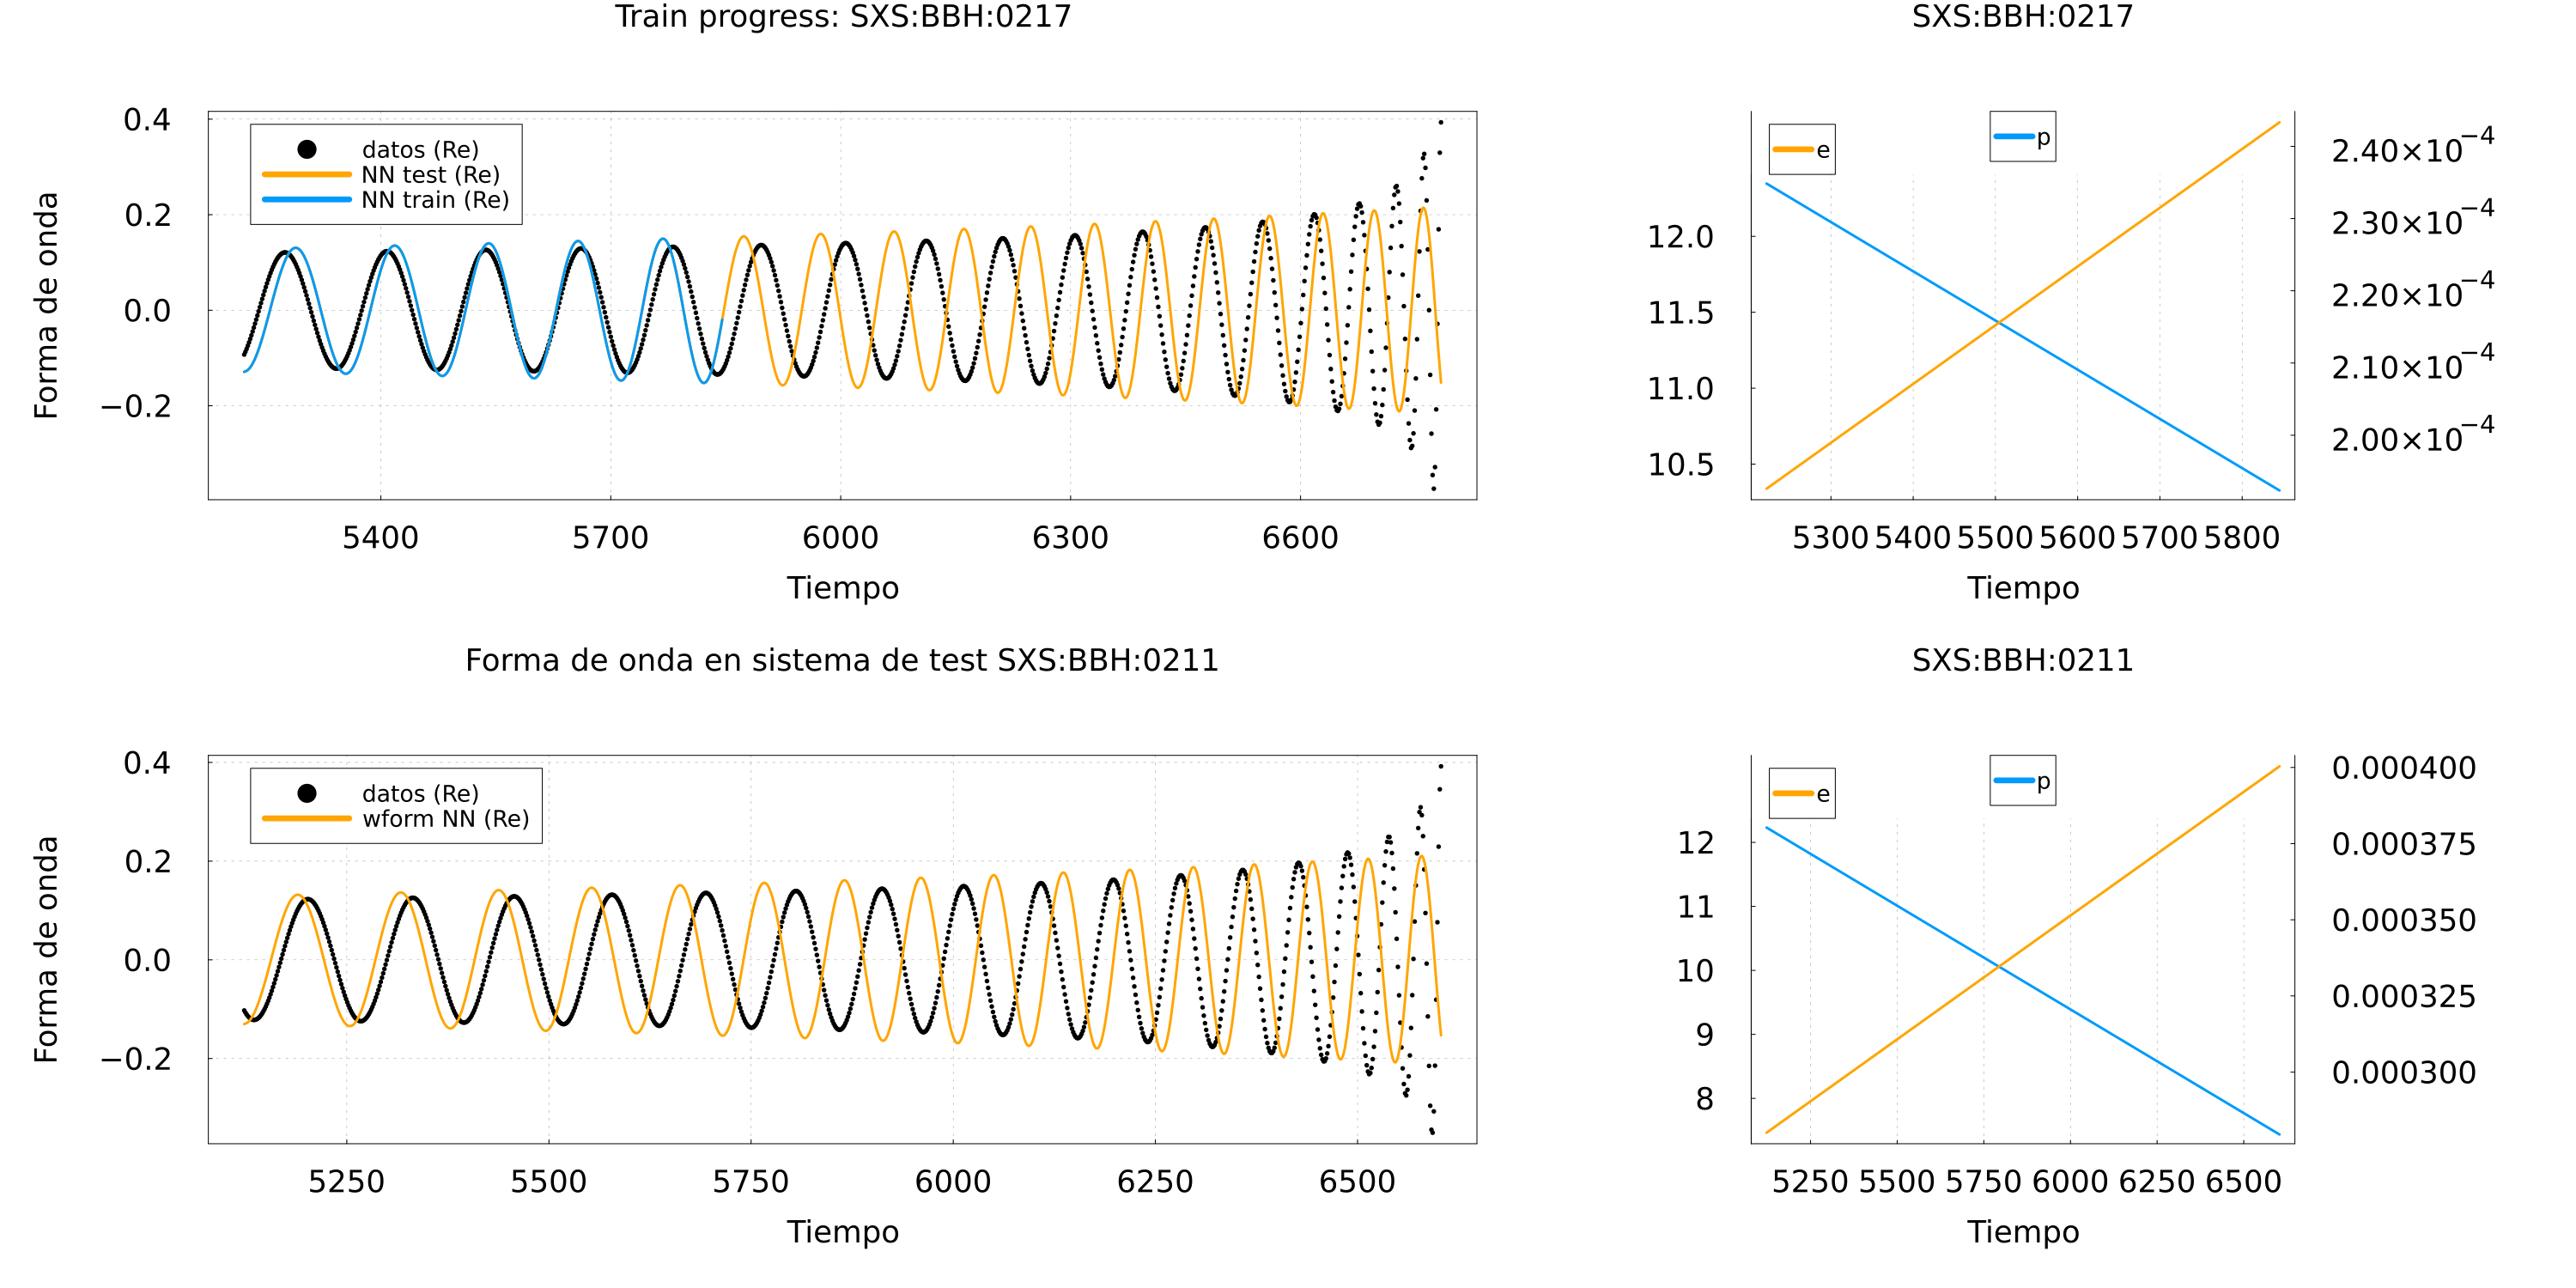 Train progress: SXS:BBH:0217
0.4
0.2
0.0
−0.2
datos (Re)
NN test (Re)
NN train (Re)
Forma de onda
5400 5700 6000 6300 6600
Tiempo
SXS:BBH:0217
e
p
12.0
11.5
11.0
10.5
2.40×10⁻⁴
2.30×10⁻⁴
2.20×10⁻⁴
2.10×10⁻⁴
2.00×10⁻⁴
5300 5400 5500 5600 5700 5800
Tiempo
Forma de onda en sistema de test SXS:BBH:0211
0.4
0.2
0.0
−0.2
datos (Re)
wform NN (Re)
Forma de onda
5250 5500 5750 6000 6250 6500
Tiempo
SXS:BBH:0211
e
p
12
11
10
9
8
0.000400
0.000375
0.000350
0.000325
0.000300
5250 5500 5750 6000 6250 6500
Tiempo